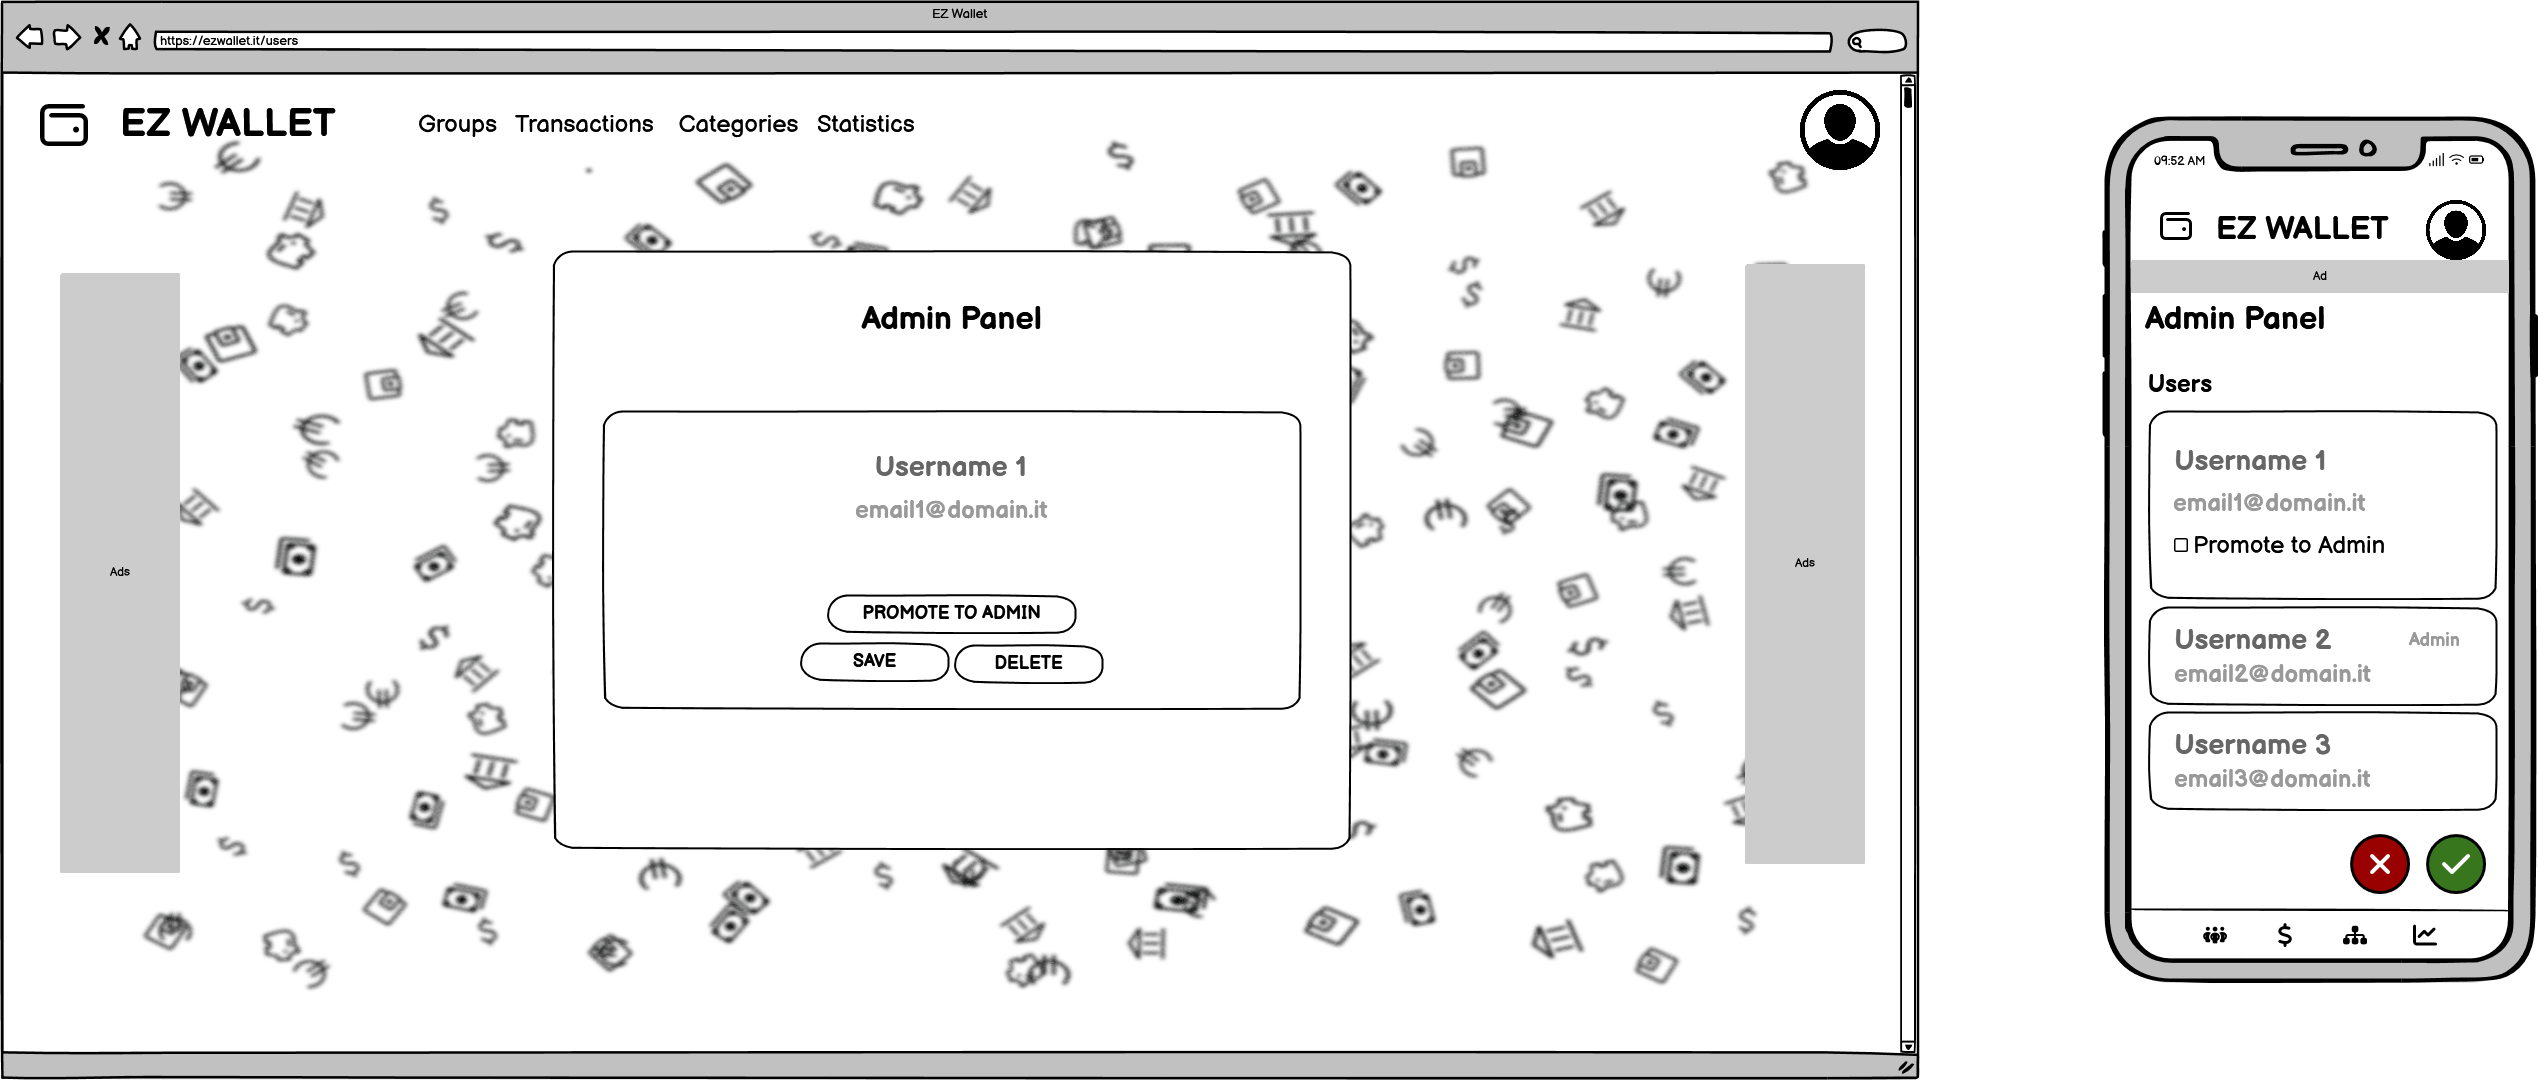 EZ Wallet
https://ezwallet.it/users
EZ WALLET
Groups Transactions Categories Statistics
Ads
Admin Panel
Username 1
email1@domain.it
PROMOTE TO ADMIN
SAVE DELETE
Ads
09:52 AM
EZ WALLET
Ad
Admin Panel
Users
Username 1
email1@domain.it
Promote to Admin
Username 2 Admin
email2@domain.it
Username 3
email3@domain.it